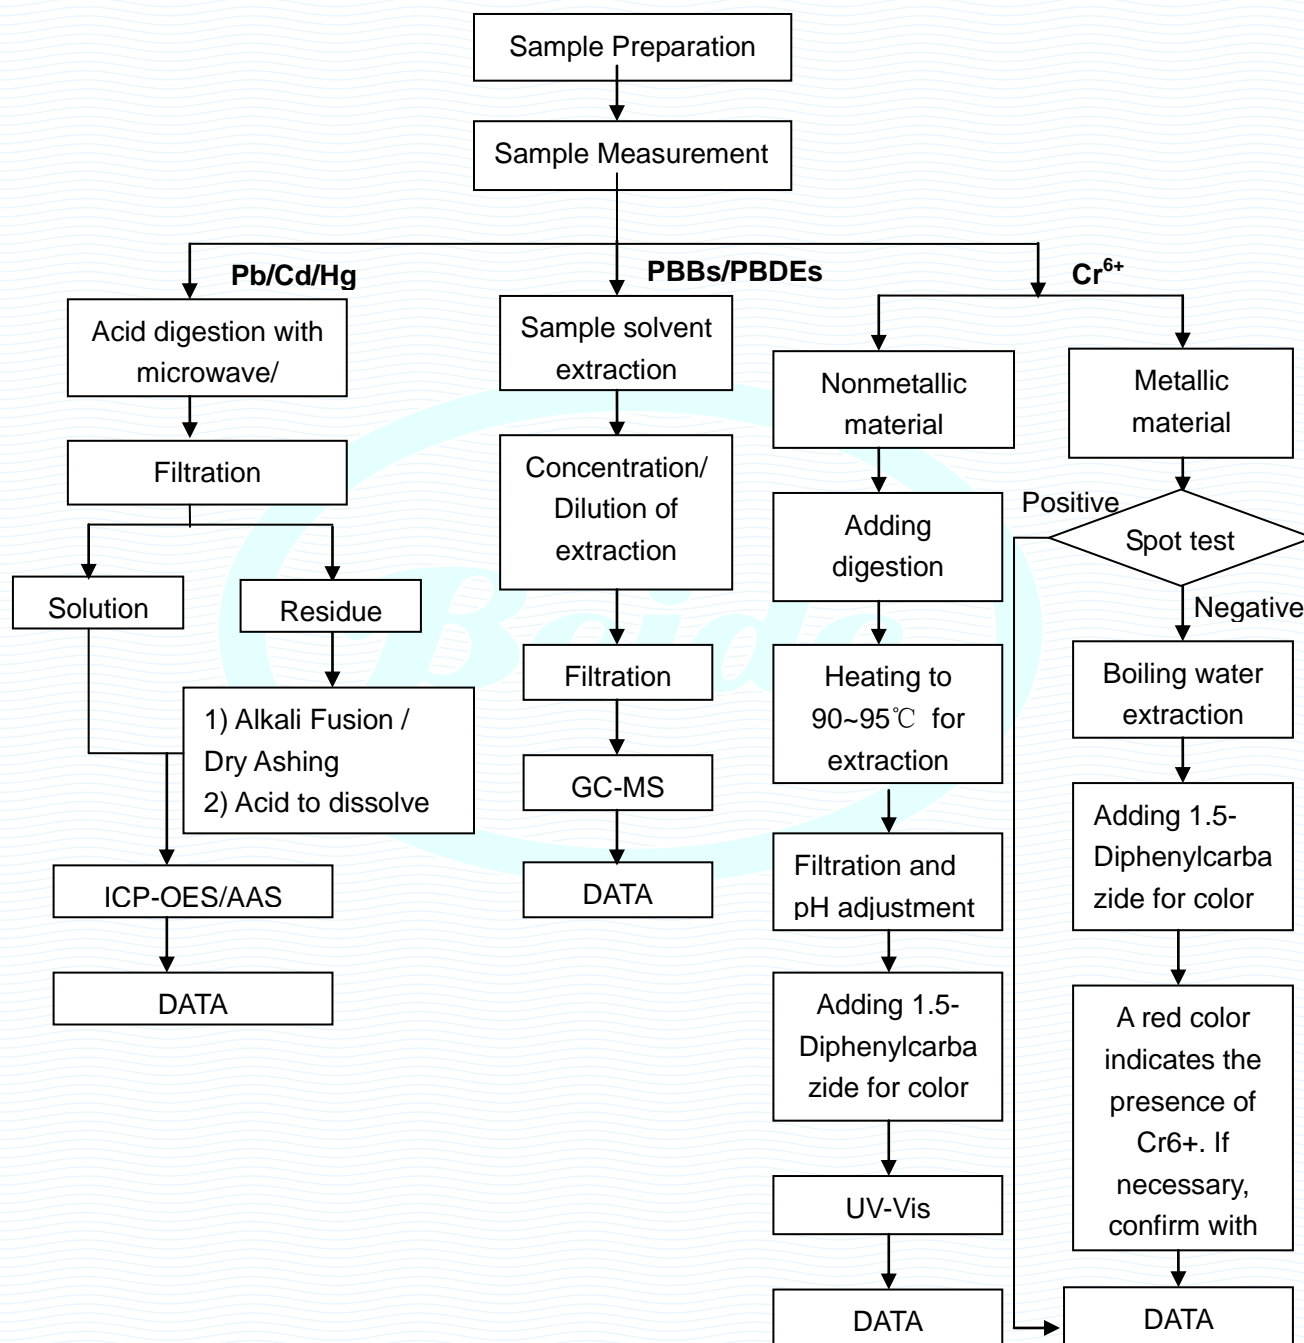 Sample Preparation
Sample Measurement
Pb/Cd/Hg
Acid digestion with
microwave/
Filtration
Solution
Residue
1) Alkali Fusion /
Dry Ashing
2) Acid to dissolve
ICP-OES/AAS
DATA
PBBs/PBDEs
Sample solvent
extraction
Concentration/
Dilution of
extraction
Filtration
GC-MS
DATA
Cr6+
Nonmetallic
material
Adding
digestion
Heating to
90~95℃ for
extraction
Filtration and
pH adjustment
Adding 1.5-
Diphenylcarba
zide for color
UV-Vis
DATA
Metallic
material
Positive
Spot test
Negative
Boiling water
extraction
Adding 1.5-
Diphenylcarba
zide for color
A red color
indicates the
presence of
Cr6+. If
necessary,
confirm with
DATA